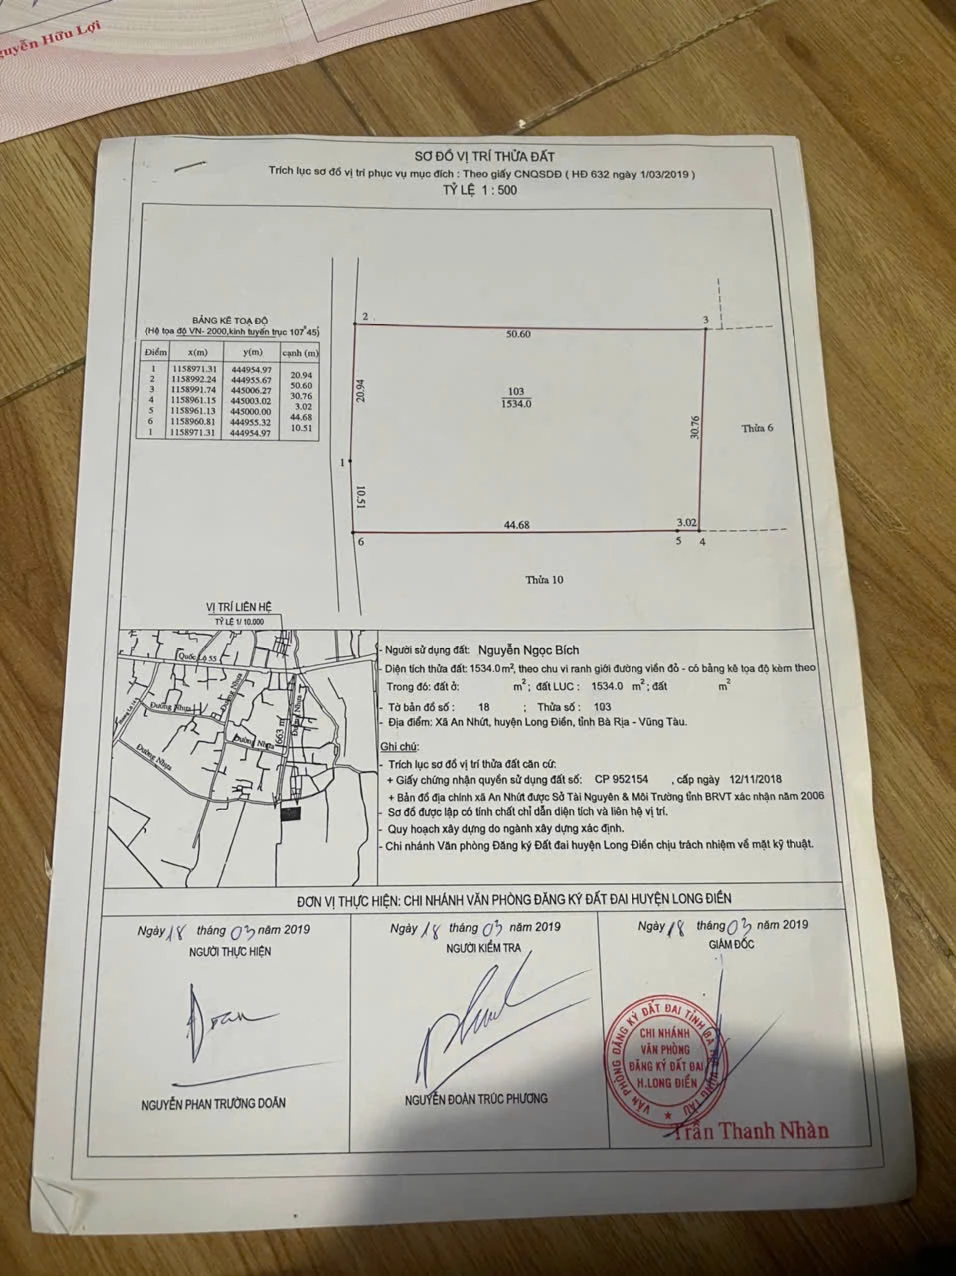 Nguyễn Hữu Lợi
SƠ ĐỒ VỊ TRÍ THỬA ĐẤT
Trích lục sơ đồ vị trí phục vụ mục đích : Theo giấy CNQSDĐ ( HĐ 632 ngày 1/03/2019 )
TỶ LỆ 1 : 500
BẢNG KÊ TOẠ ĐỘ
(Hệ tọa độ VN- 2000,kinh tuyến trục 107°45')
Điểm x(m) y(m) cạnh (m)
1 1158971.31 444954.97
20.94
2 1158992.24 444955.67
50.60
3 1158991.74 445006.27
30.76
4 1158961.15 445003.02
3.02
5 1158961.13 445000.00
44.68
6 1158960.81 444955.32
10.51
1 1158971.31 444954.97
2
3
50.60
20.94
103
1534.0
30.76
Thửa 6
1
10.51
44.68
3.02
6
5
4
Thửa 10
VỊ TRÍ LIÊN HỆ
TỶ LỆ 1/ 10.000
Quốc Lộ 55
Đường Nhựa
Đường Nhựa
Đường Nhựa
Đường Nhựa
Đường Nhựa
663 m
- Người sử dụng đất: Nguyễn Ngọc Bích
- Diện tích thửa đất: 1534.0 m², theo chu vi ranh giới đường viền đỏ - có bảng kê tọa độ kèm theo
Trong đó: đất ở: m² ; đất LUC : 1534.0 m² ; đất m²
- Tờ bản đồ số : 18 ; Thửa số : 103
- Địa điểm: Xã An Nhứt, huyện Long Điền, tỉnh Bà Rịa - Vũng Tàu.
Ghi chú:
- Trích lục sơ đồ vị trí thửa đất căn cứ:
+ Giấy chứng nhận quyền sử dụng đất số: CP 952154 , cấp ngày 12/11/2018
+ Bản đồ địa chính xã An Nhứt được Sở Tài Nguyên & Môi Trường tỉnh BRVT xác nhận năm 2006
- Sơ đồ được lập có tính chất chỉ dẫn diện tích và liên hệ vị trí.
- Quy hoạch xây dựng do ngành xây dựng xác định.
- Chi nhánh Văn phòng Đăng ký Đất đai huyện Long Điền chịu trách nhiệm về mặt kỹ thuật.
ĐƠN VỊ THỰC HIỆN: CHI NHÁNH VĂN PHÒNG ĐĂNG KÝ ĐẤT ĐAI HUYỆN LONG ĐIỀN
Ngày 18 tháng 03 năm 2019
NGƯỜI THỰC HIỆN
NGUYỄN PHAN TRƯỜNG DOÃN
Ngày 18 tháng 03 năm 2019
NGƯỜI KIỂM TRA
NGUYỄN ĐOÀN TRÚC PHƯƠNG
Ngày 18 tháng 03 năm 2019
GIÁM ĐỐC
VĂN PHÒNG ĐĂNG KÝ ĐẤT ĐAI TỈNH BÀ RỊA VŨNG TÀU
CHI NHÁNH
VĂN PHÒNG
ĐĂNG KÝ ĐẤT ĐAI
H.LONG ĐIỀN
Trần Thanh Nhàn